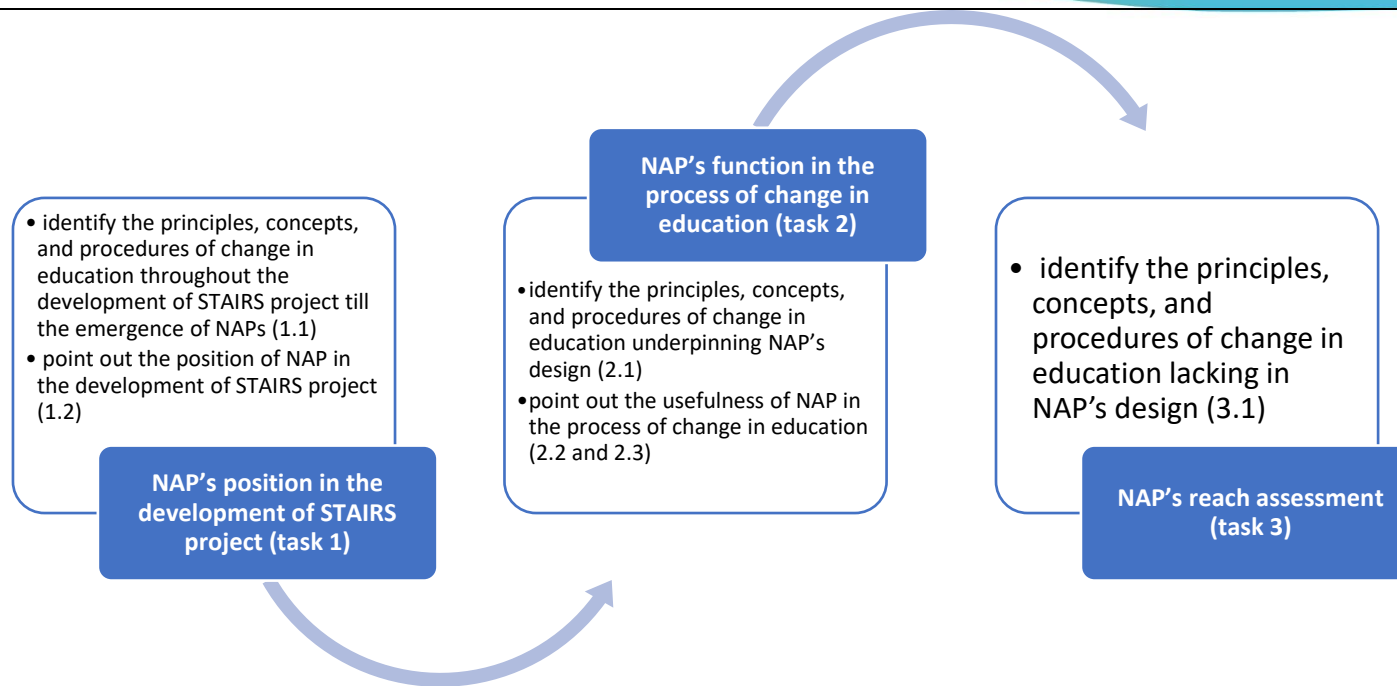 • identify the principles, concepts,
and procedures of change in
education throughout the
development of STAIRS project till
the emergence of NAPs (1.1)
• point out the position of NAP in
the development of STAIRS project
(1.2)
NAP’s position in the
development of STAIRS
project (task 1)
NAP’s function in the
process of change in
education (task 2)
•identify the principles, concepts,
and procedures of change in
education underpinning NAP’s
design (2.1)
•point out the usefulness of NAP in
the process of change in education
(2.2 and 2.3)
• identify the principles,
concepts, and
procedures of change in
education lacking in
NAP’s design (3.1)
NAP’s reach assessment
(task 3)